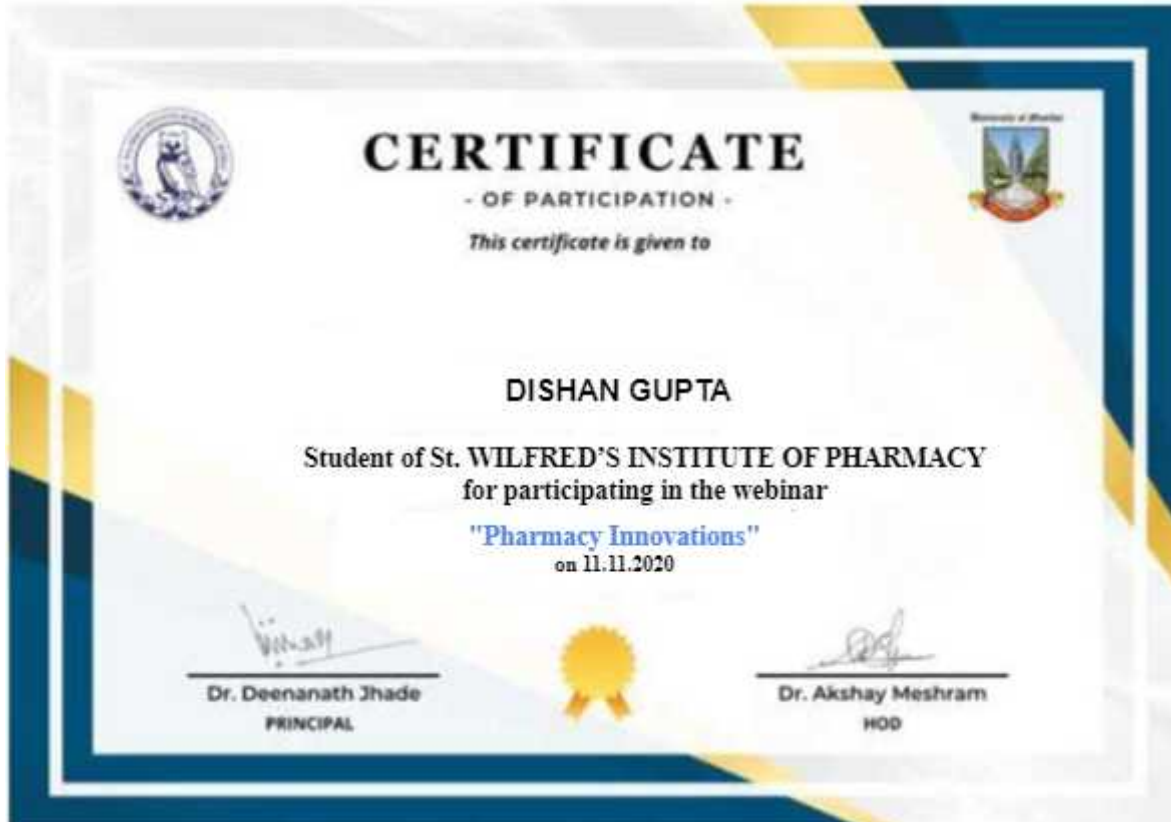 CERTIFICATE
- OF PARTICIPATION -
This certificate is given to
DISHAN GUPTA
Student of St. WILFRED’S INSTITUTE OF PHARMACY
for participating in the webinar
"Pharmacy Innovations"
on 11.11.2020
Dr. Deenanath Jhade
PRINCIPAL
Dr. Akshay Meshram
HOD